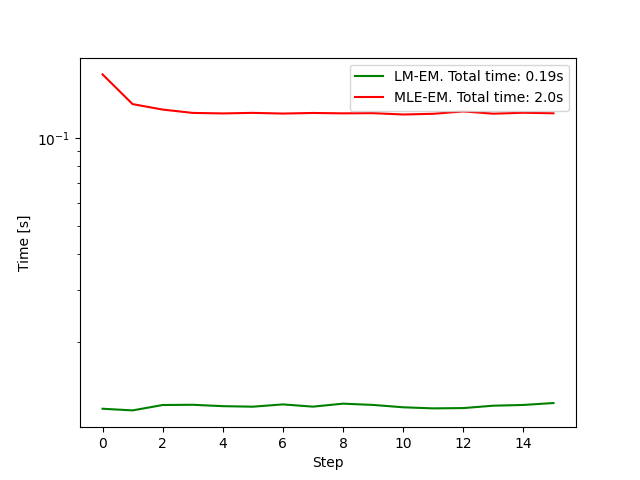 LM-EM. Total time: 0.19s
MLE-EM. Total time: 2.0s
10⁻¹
Time [s]
0 2 4 6 8 10 12 14
Step